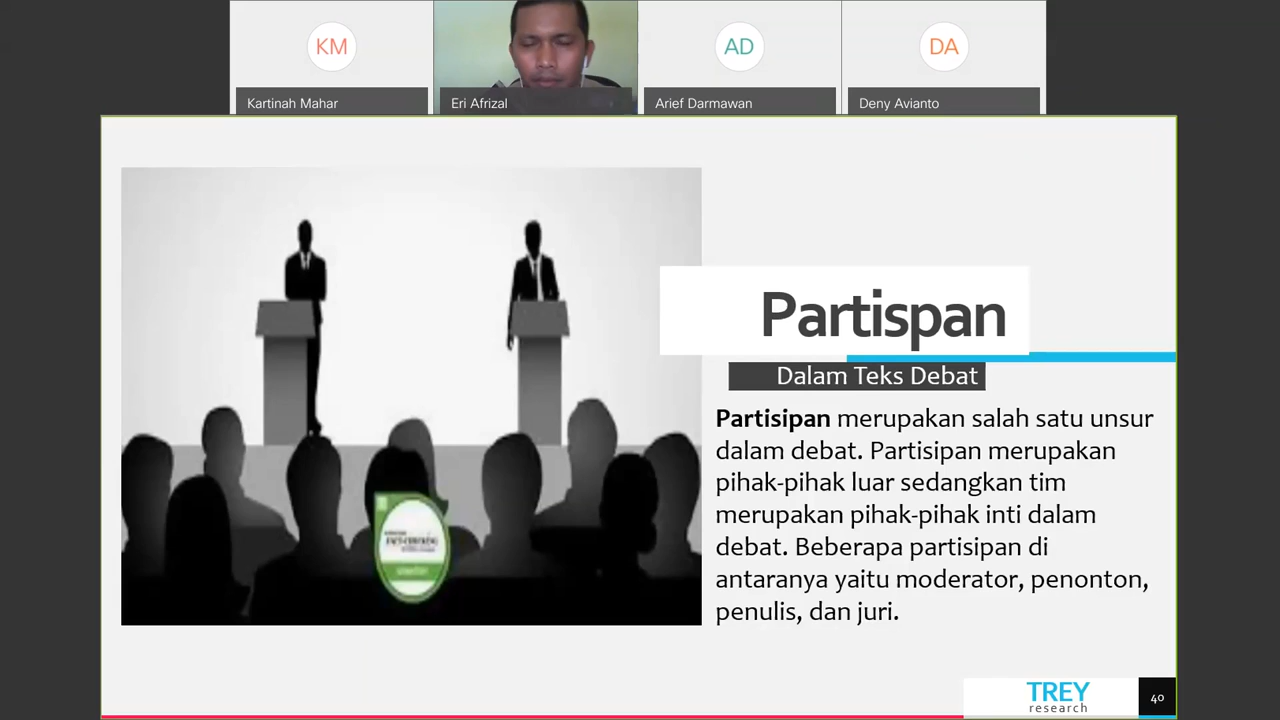 KM
AD
DA
Kartinah Mahar
Eri Afrizal
Arief Darmawan
Deny Avianto
Partispan
Dalam Teks Debat
Partisipan merupakan salah satu unsur
dalam debat. Partisipan merupakan
pihak-pihak luar sedangkan tim
merupakan pihak-pihak inti dalam
debat. Beberapa partisipan di
antaranya yaitu moderator, penonton,
penulis, dan juri.
TREY
research
40